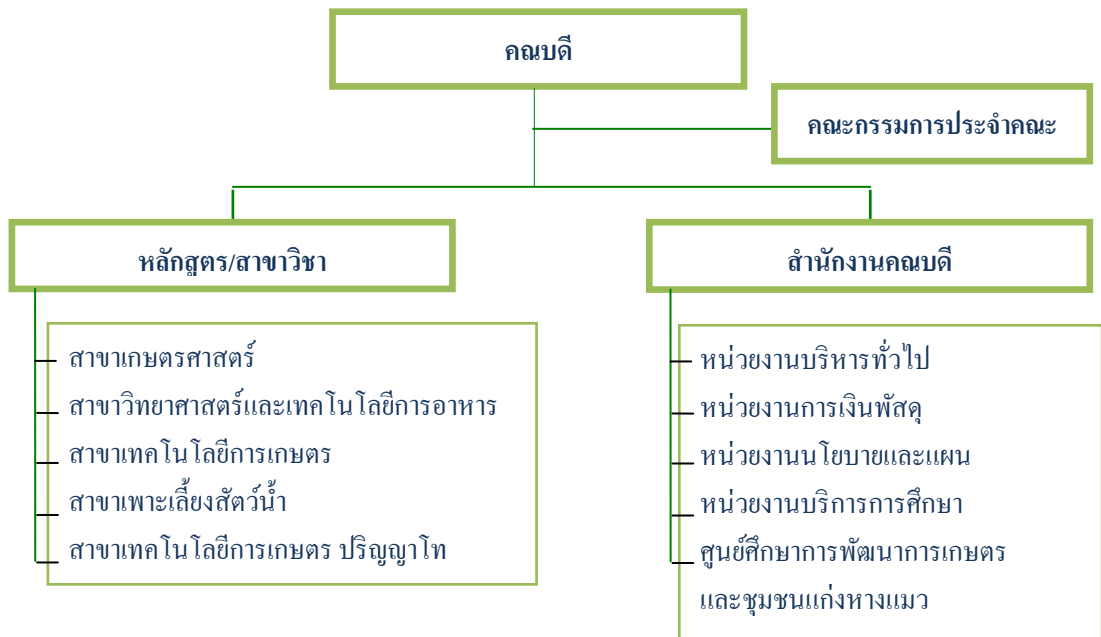 คณบดี
คณะกรรมการประจำคณะ
หลักสูตร/สาขาวิชา
สาขาเกษตรศาสตร์
สาขาวิทยาศาสตร์และเทคโนโลยีการอาหาร
สาขาเทคโนโลยีการเกษตร
สาขาเพาะเลี้ยงสัตว์น้ำ
สาขาเทคโนโลยีการเกษตร ปริญญาโท
สำนักงานคณบดี
หน่วยงานบริหารทั่วไป
หน่วยงานการเงินพัสดุ
หน่วยงานนโยบายและแผน
หน่วยงานบริการการศึกษา
ศูนย์ศึกษาการพัฒนาการเกษตร
และชุมชนแก่งหางแมว